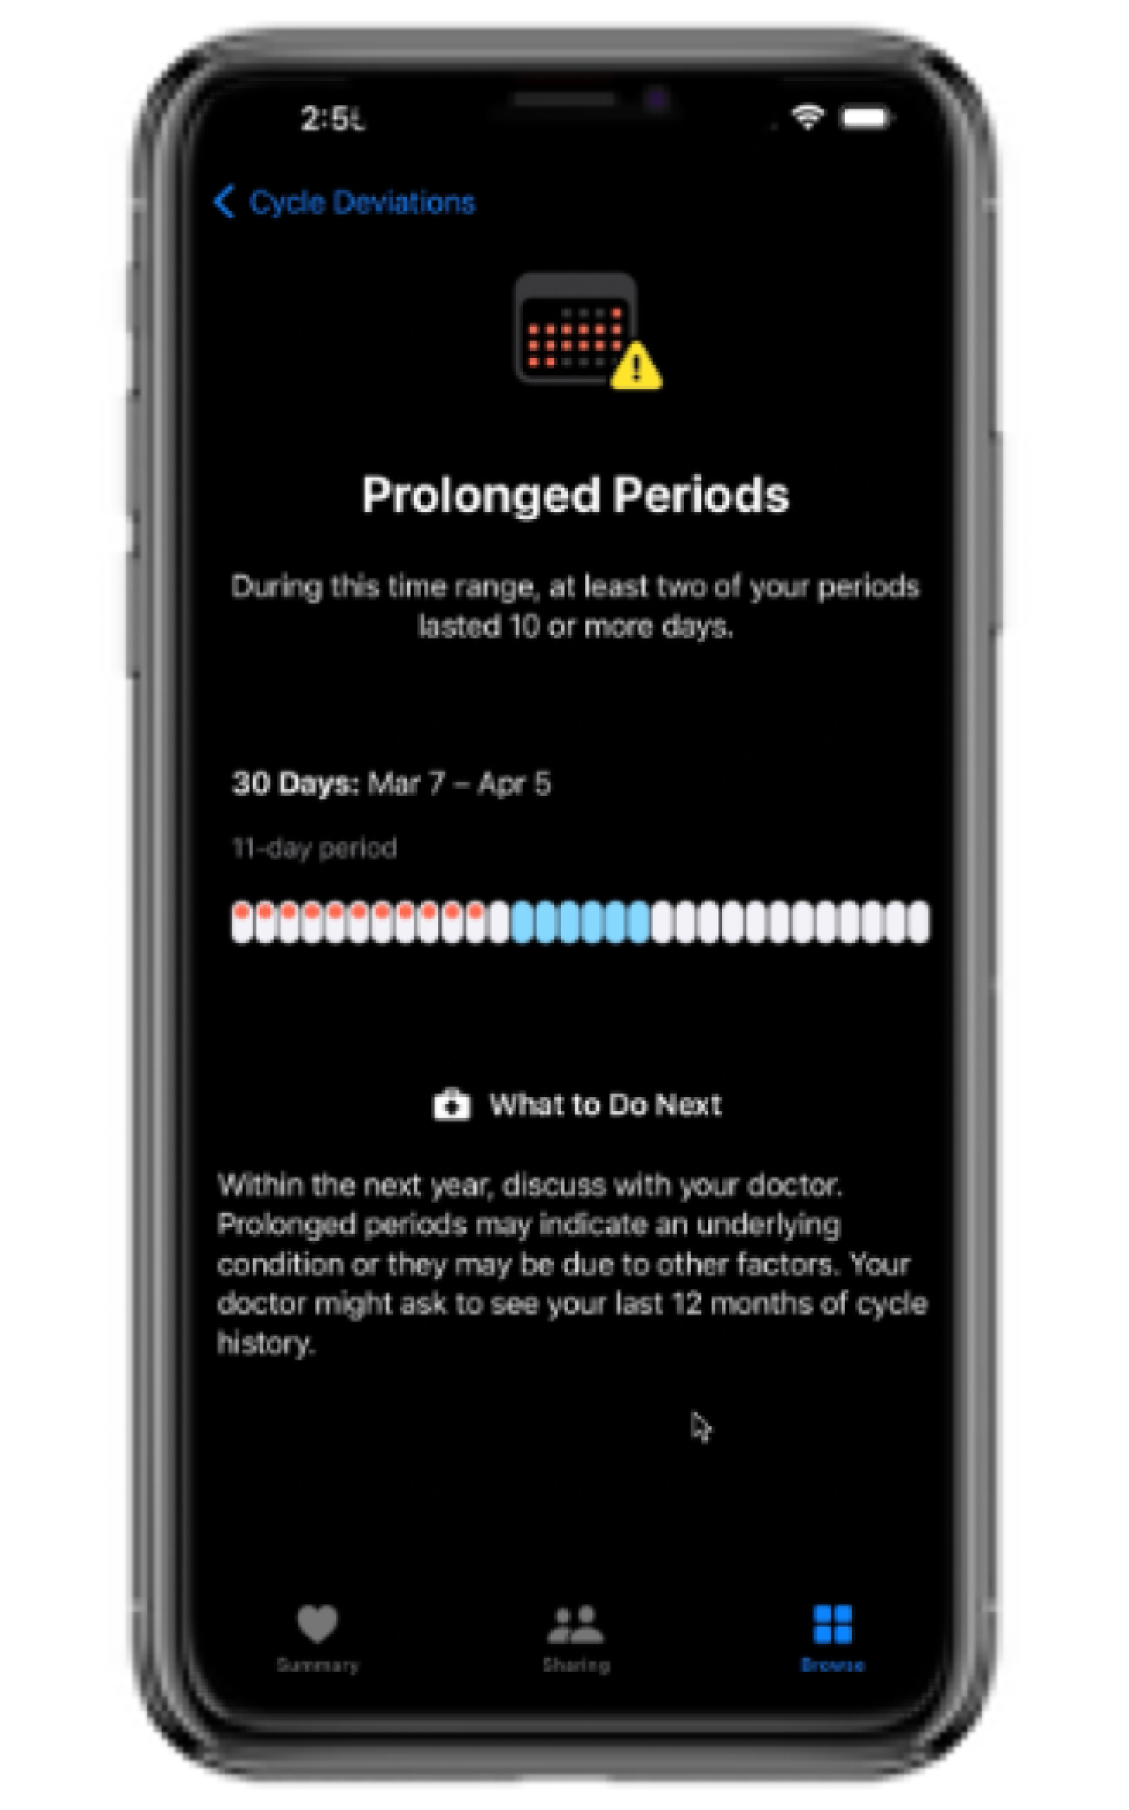 Cycle Deviations
Prolonged Periods
During this time range, at least two of your periods
lasted 10 or more days.
30 Days: Mar 7 – Apr 5
11-day period
What to Do Next
Within the next year, discuss with your doctor.
Prolonged periods may indicate an underlying
condition or they may be due to other factors. Your
doctor might ask to see your last 12 months of cycle
history.
Summary
Sharing
Browse